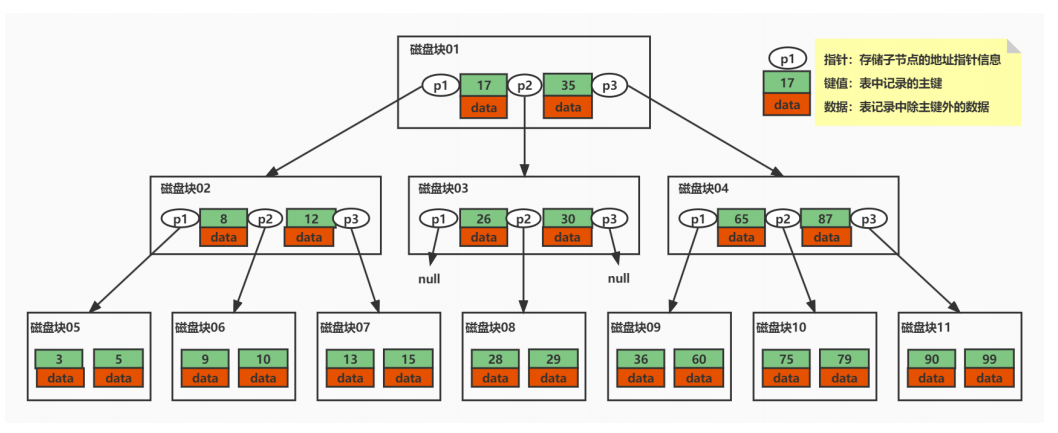 磁盘块01
p1 17 p2 35 p3
data data
p1 指针：存储子节点的地址指针信息
17 键值：表中记录的主键
data 数据：表记录中除主键外的数据
磁盘块02
p1 8 p2 12 p3
data data
磁盘块03
p1 26 p2 30 p3
data data
null null
磁盘块04
p1 65 p2 87 p3
data data
磁盘块05
3 5
data data
磁盘块06
9 10
data data
磁盘块07
13 15
data data
磁盘块08
28 29
data data
磁盘块09
36 60
data data
磁盘块10
75 79
data data
磁盘块11
90 99
data data